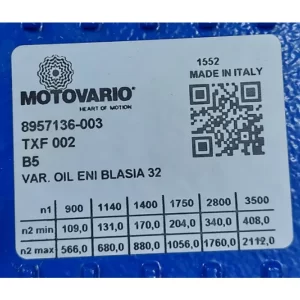 MOTOVARIO®
HEART OF MOTION
1552
MADE IN ITALY
8957136-003
TXF 002
B5
VAR. OIL ENI BLASIA 32
n1 900 1140 1400 1750 2800 3500
n2 min 109,0 131,0 170,0 204,0 340,0 408,0
n2 max 566,0 680,0 880,0 1056,0 1760,0 2112,0